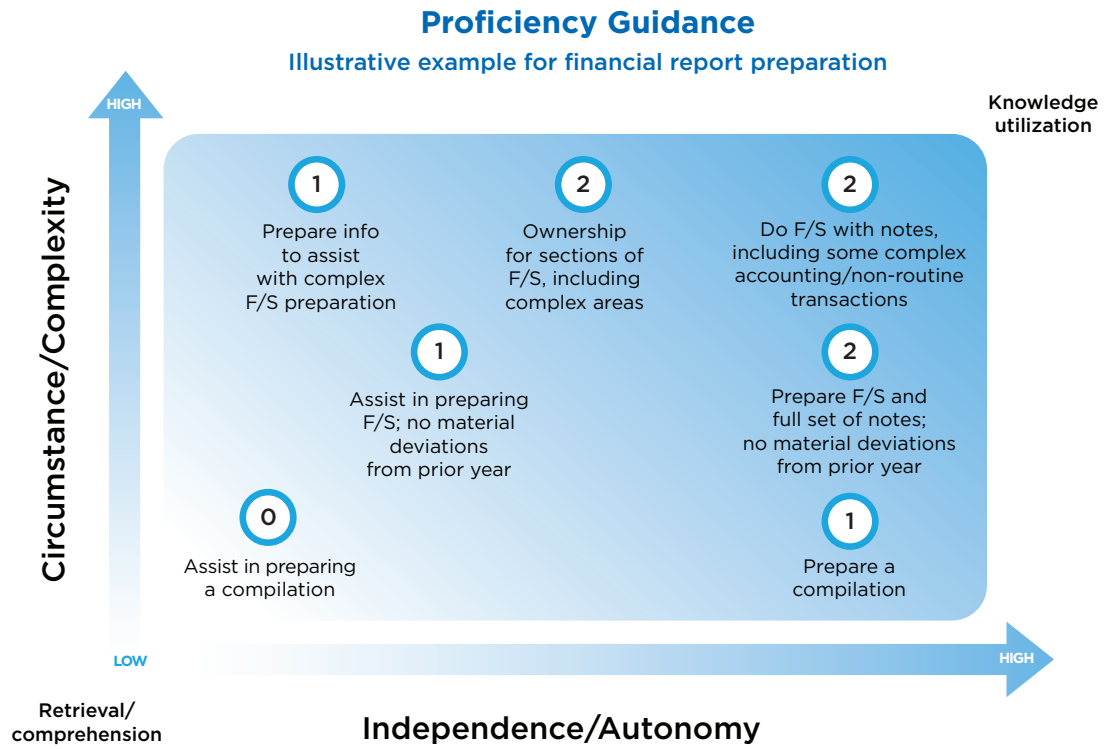 Proficiency Guidance
Illustrative example for financial report preparation
HIGH
Knowledge
utilization
Circumstance/Complexity
1
Prepare info
to assist
with complex
F/S preparation
2
Ownership
for sections of
F/S, including
complex areas
2
Do F/S with notes,
including some complex
accounting/non-routine
transactions
1
Assist in preparing
F/S; no material
deviations
from prior year
2
Prepare F/S and
full set of notes;
no material deviations
from prior year
0
Assist in preparing
a compilation
1
Prepare a
compilation
LOW
HIGH
Retrieval/
comprehension
Independence/Autonomy